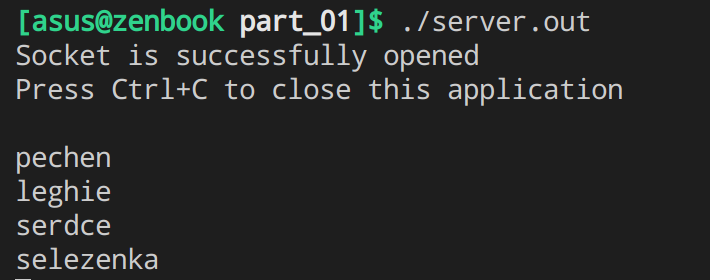 [asus@zenbook part_01]$ ./server.out
Socket is successfully opened
Press Ctrl+C to close this application
pechen
leghie
serdce
selezenka